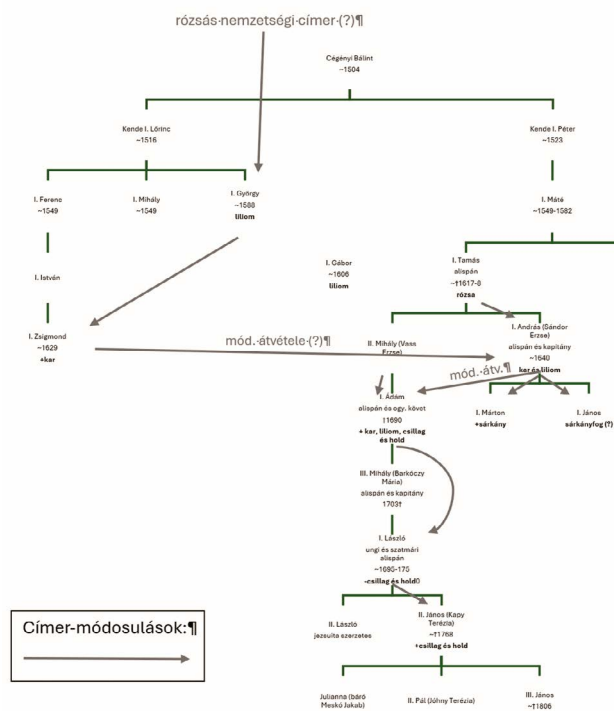 rózsás·nemzetségi·címer·(?)¶
Cégényi Bálint
~1504
Kende I. Lőrinc
~1516
Kende I. Péter
~1523
I. Ferenc
~1549
I. Mihály
~1549
I. György
~1580
liliom
I. Máté
~1549-1582
I. István
I. Gábor
~1606
liliom
I. Tamás
alispán
~†1617-8
rózsa
I. Zsigmond
~1629
+kar
mód.·átvétele·(?)¶
II. Mihály (Vass
Erzse)
I. András (Sándor
Erzse)
alispán és kapitány
~1640
kar és liliom
mód.·átv.¶
I. Ádám
alispán és ogy. követ
†1690
+ kar, liliom, csillag
és hold
I. Márton
+sárkány
I. János
sárkányfog (?)
III. Mihály (Barkóczy
Mária)
alispán és kapitány
1703†
I. László
ungi és szatmári
alispán
~1695-175
-csillag és hold0
Címer-módosulások:¶
II. László
jezsuita szerzetes
II. János (Kapy
Terézia)
~†1768
+csillag és hold
Julianna (báró
Meskó Jakab)
II. Pál (Jóhny Terézia)
III. János
~†1806